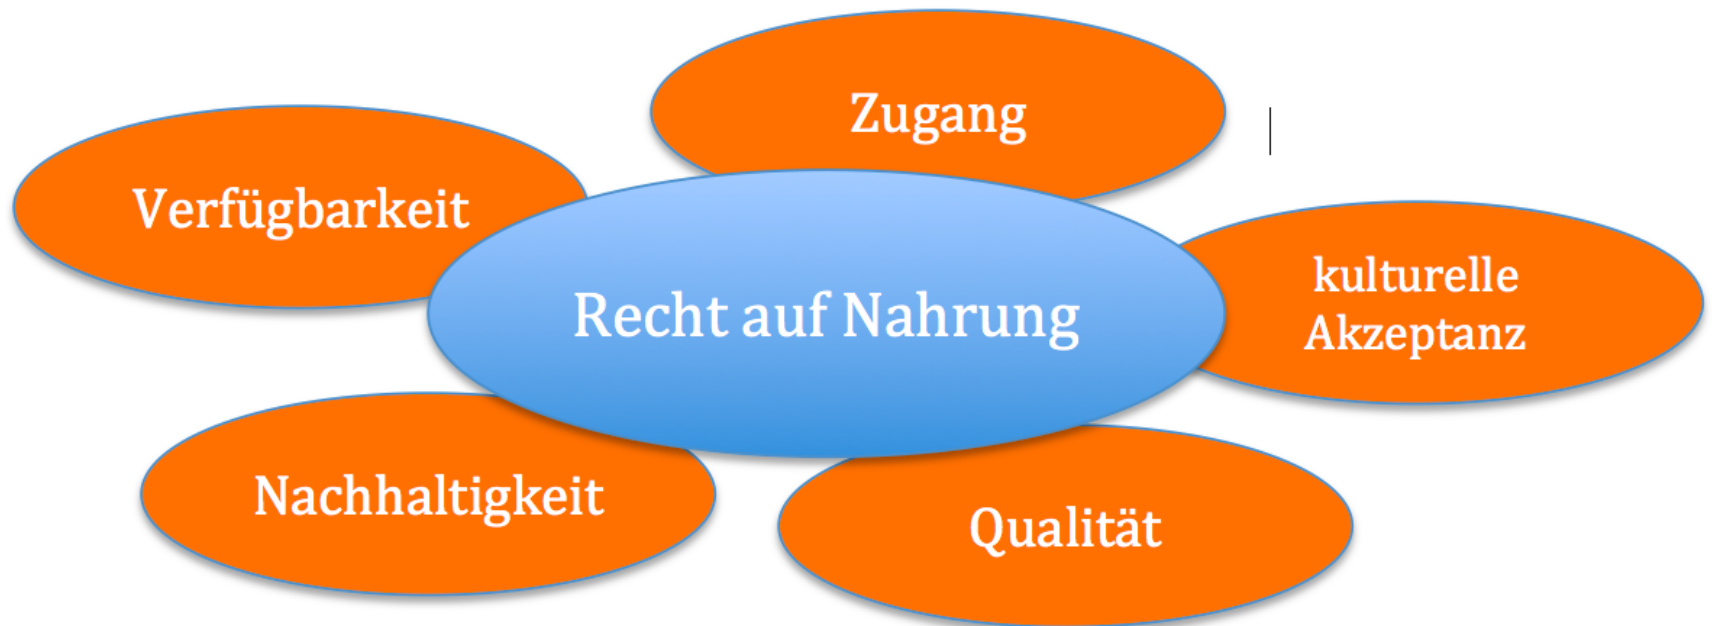 Zugang
Verfügbarkeit
kulturelle
Akzeptanz
Recht auf Nahrung
Nachhaltigkeit
Qualität